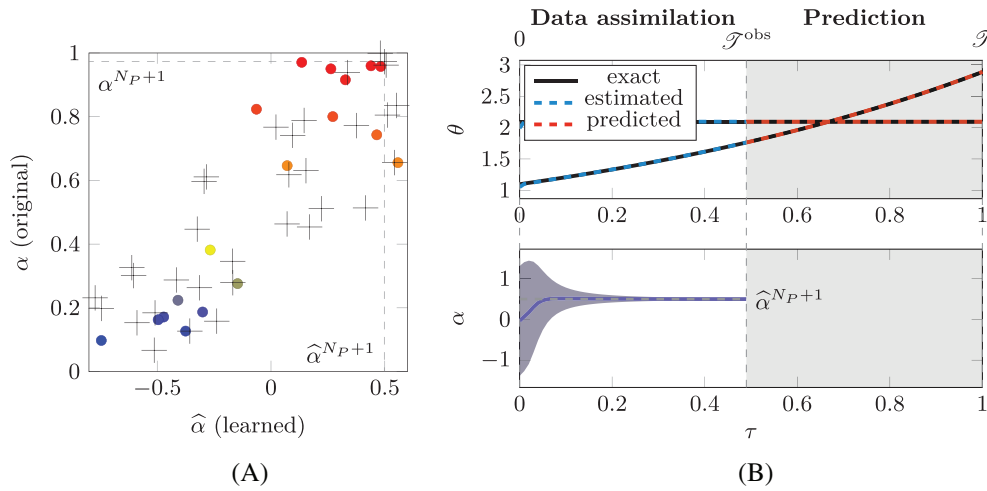 Data assimilation Prediction
0 𝒯^obs 𝒯
1
0.8
0.6
0.4
0.2
0
α^{N_P+1}
α̂^{N_P+1}
α (original)
−0.5 0 0.5
α̂ (learned)
(A)
3
2.5
2
1.5
1
θ
exact
estimated
predicted
0 0.2 0.4 0.6 0.8 1
1
0
−1
α
α̂^{N_P+1}
0 0.2 0.4 0.6 0.8 1
τ
(B)